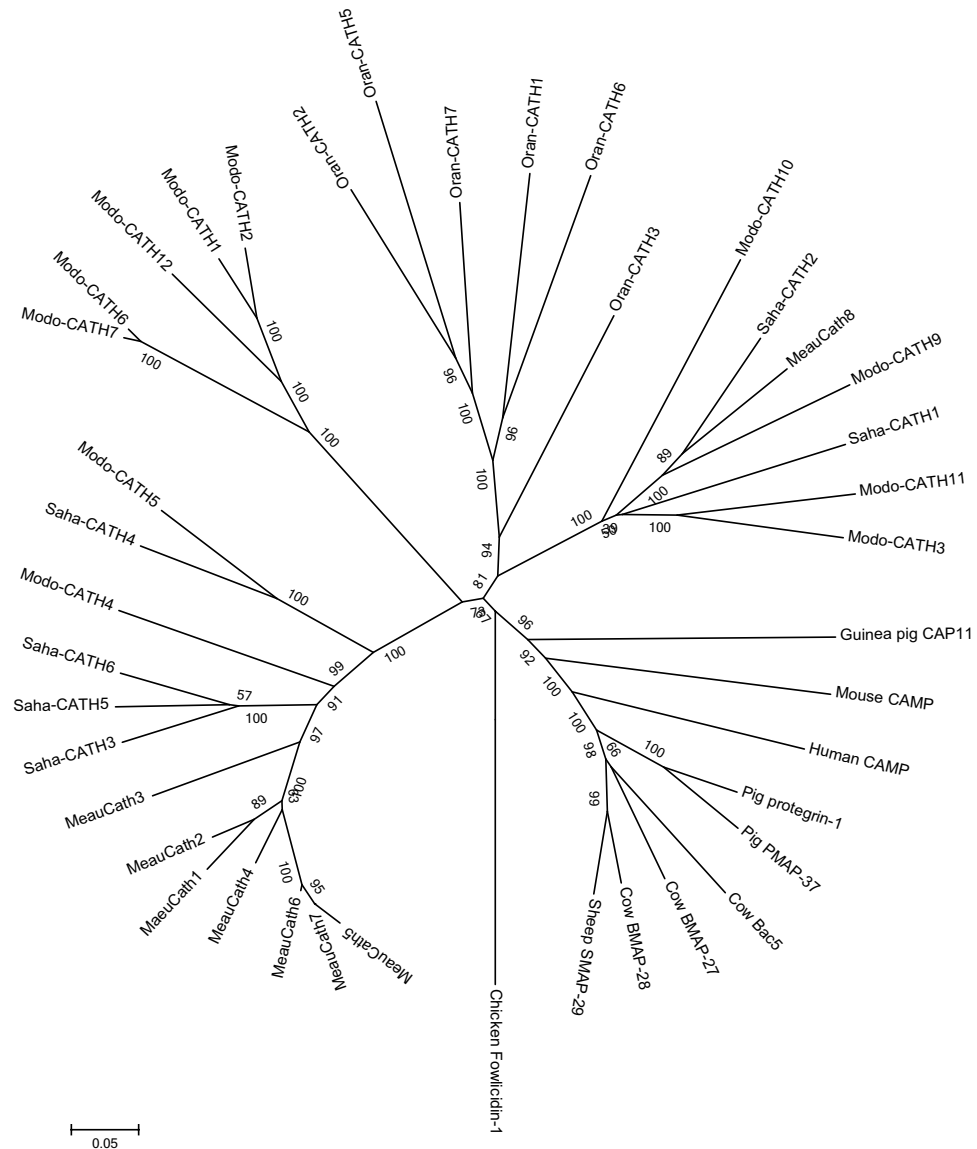 Oran-CATH5
Oran-CATH2
Oran-CATH7
Oran-CATH1
Oran-CATH6
Oran-CATH3
Modo-CATH10
Saha-CATH2
MeauCath8
Modo-CATH9
Saha-CATH1
Modo-CATH11
Modo-CATH3
Guinea pig CAP11
Mouse CAMP
Human CAMP
Pig protegrin-1
Pig PMAP-37
Cow Bac5
Cow BMAP-27
Cow BMAP-28
Sheep SMAP-29
Chicken Fowlicidin-1
MeauCath5
MeauCath7
MeauCath6
MeauCath4
MaeuCath1
MeauCath2
MeauCath3
Saha-CATH3
Saha-CATH5
Saha-CATH6
Modo-CATH4
Saha-CATH4
Modo-CATH5
Modo-CATH7
Modo-CATH6
Modo-CATH12
Modo-CATH1
Modo-CATH2
100
100
100
100
96
100
96
100
94
81
100
89
100
100
96
92
100
100
98
66
100
99
100
100
99
91
57
100
97
89
100
95
0.05